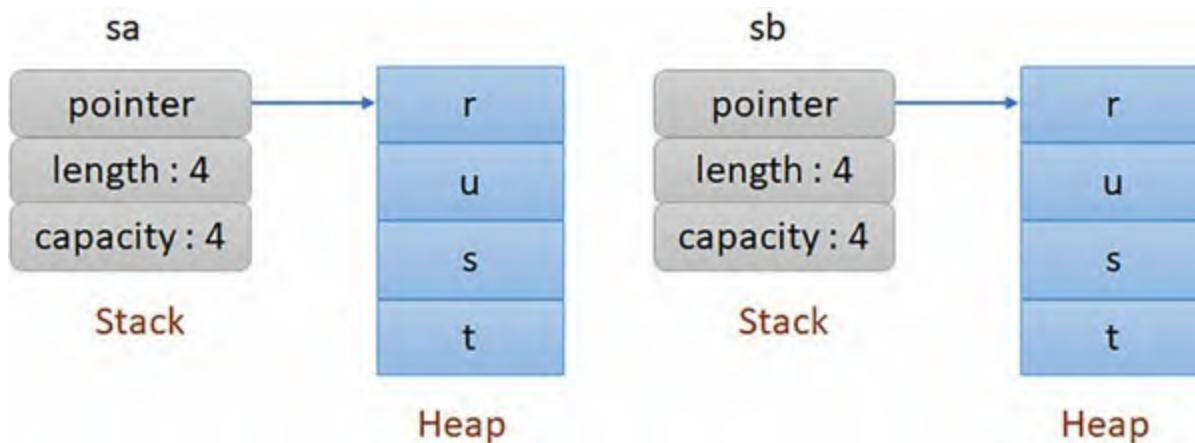 sa
pointer
length : 4
capacity : 4
Stack
r
u
s
t
Heap
sb
pointer
length : 4
capacity : 4
Stack
r
u
s
t
Heap